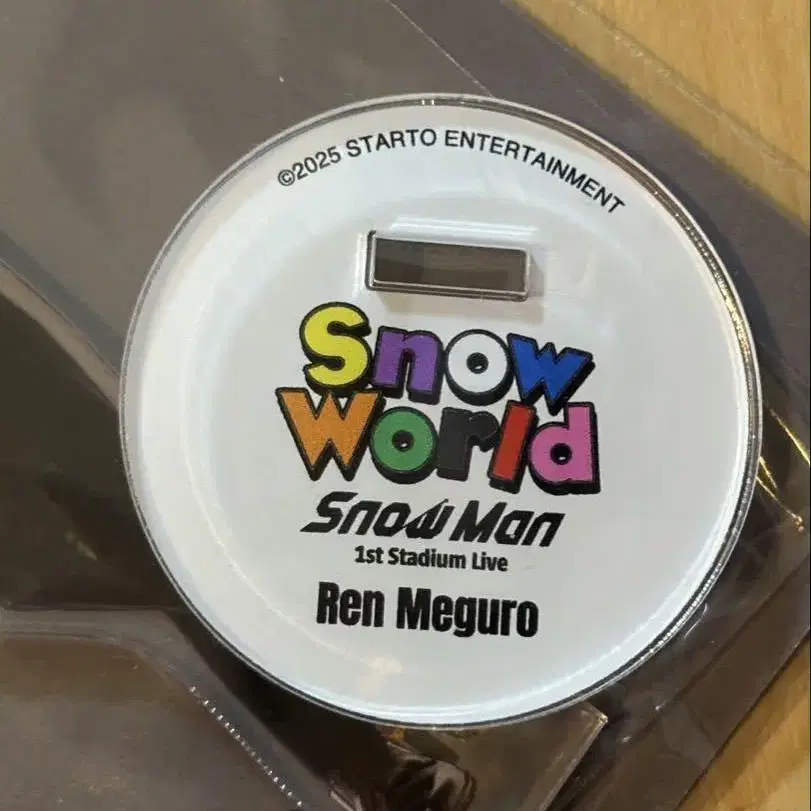 ©2025 STARTO ENTERTAINMENT
Snow
World
Snow Man
1st Stadium Live
Ren Meguro